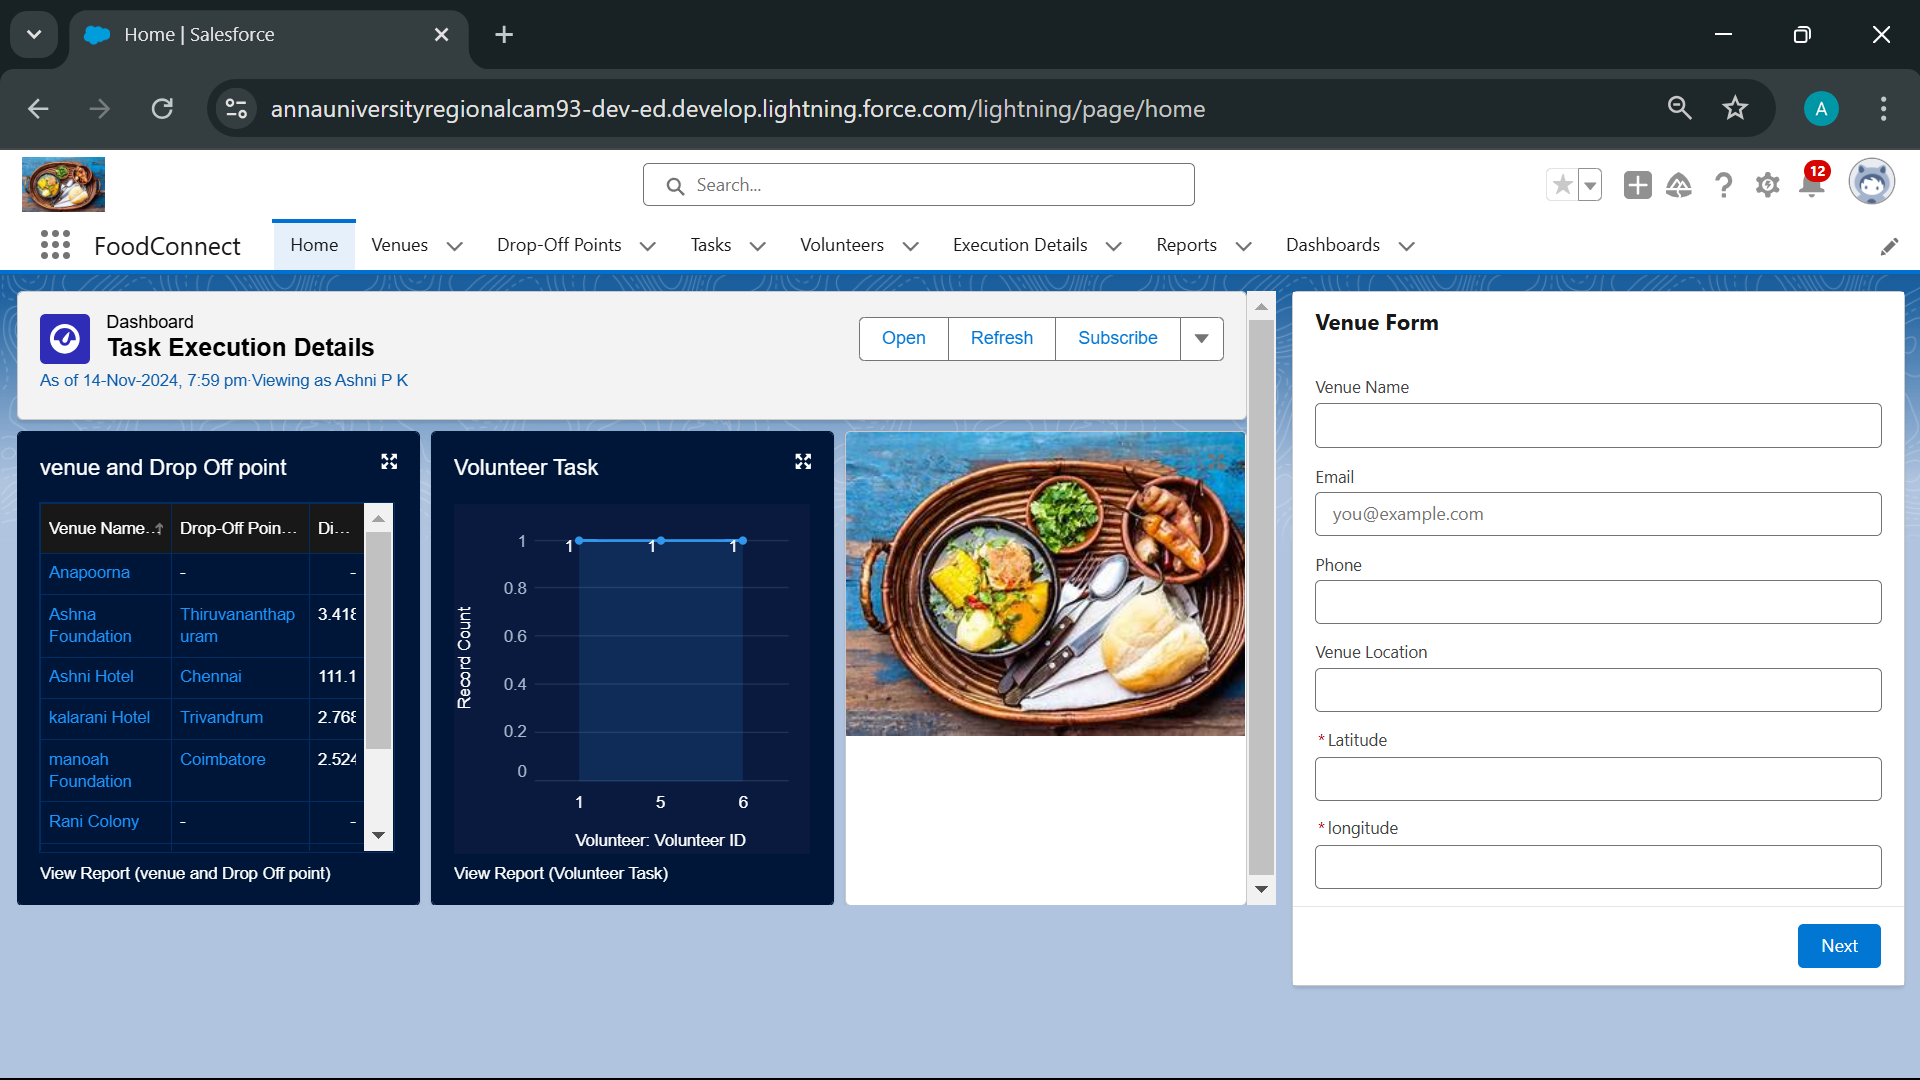 Home | Salesforce
annauniversityregionalcam93-dev-ed.develop.lightning.force.com/lightning/page/home
A
Search...
12
FoodConnect
Home
Venues
Drop-Off Points
Tasks
Volunteers
Execution Details
Reports
Dashboards
Dashboard
Task Execution Details
As of 14-Nov-2024, 7:59 pm·Viewing as Ashni P K
Open
Refresh
Subscribe
venue and Drop Off point
Venue Name... Drop-Off Poin... Di...
Anapoorna - -
Ashna Foundation Thiruvananthapuram 3.418
Ashni Hotel Chennai 111.1
kalarani Hotel Trivandrum 2.768
manoah Foundation Coimbatore 2.524
Rani Colony - -
View Report (venue and Drop Off point)
Volunteer Task
Record Count
1
0.8
0.6
0.4
0.2
0
1 1 1
1 5 6
Volunteer: Volunteer ID
View Report (Volunteer Task)
Venue Form
Venue Name
Email
you@example.com
Phone
Venue Location
* Latitude
* longitude
Next